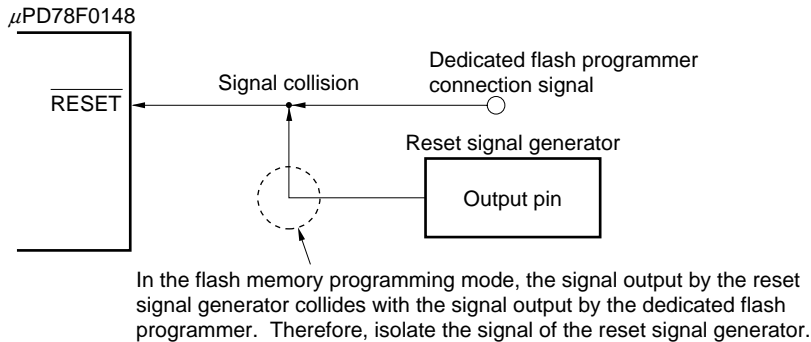 μPD78F0148
Dedicated flash programmer
connection signal
Signal collision
RESET
Reset signal generator
Output pin
In the flash memory programming mode, the signal output by the reset
signal generator collides with the signal output by the dedicated flash
programmer.  Therefore, isolate the signal of the reset signal generator.